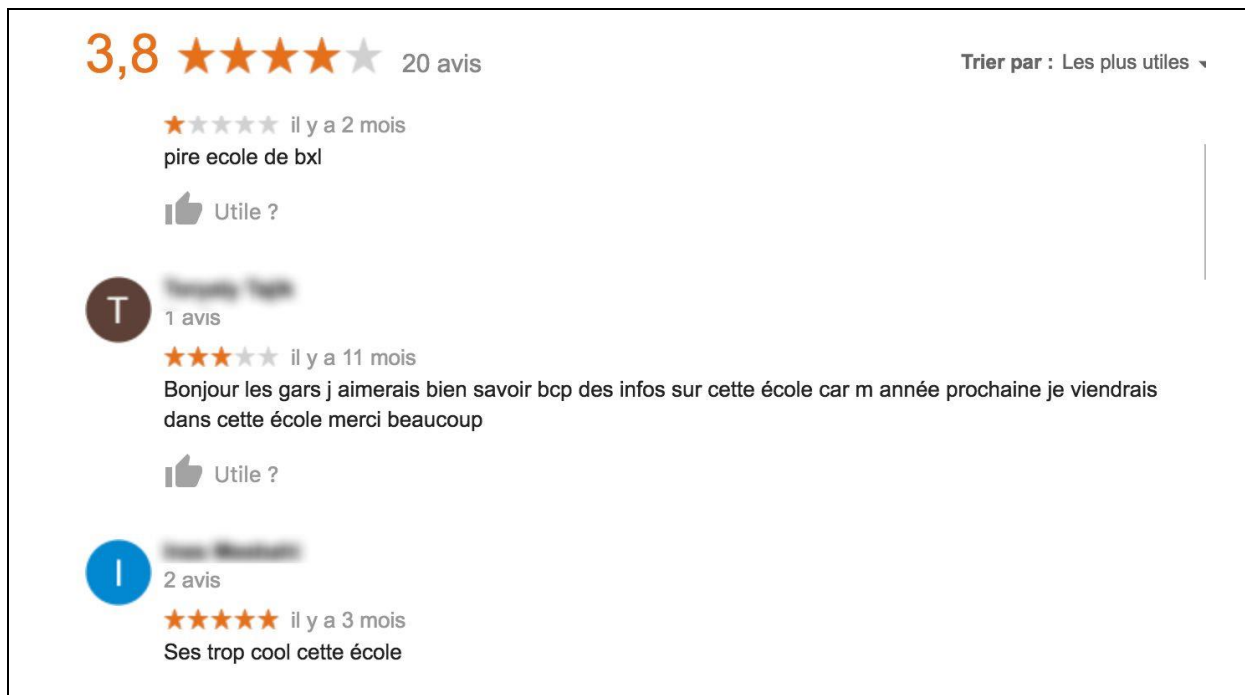 3,8 20 avis
Trier par : Les plus utiles
il y a 2 mois
pire ecole de bxl
Utile ?
T
1 avis
il y a 11 mois
Bonjour les gars j aimerais bien savoir bcp des infos sur cette école car m année prochaine je viendrais
dans cette école merci beaucoup
Utile ?
I
2 avis
il y a 3 mois
Ses trop cool cette école